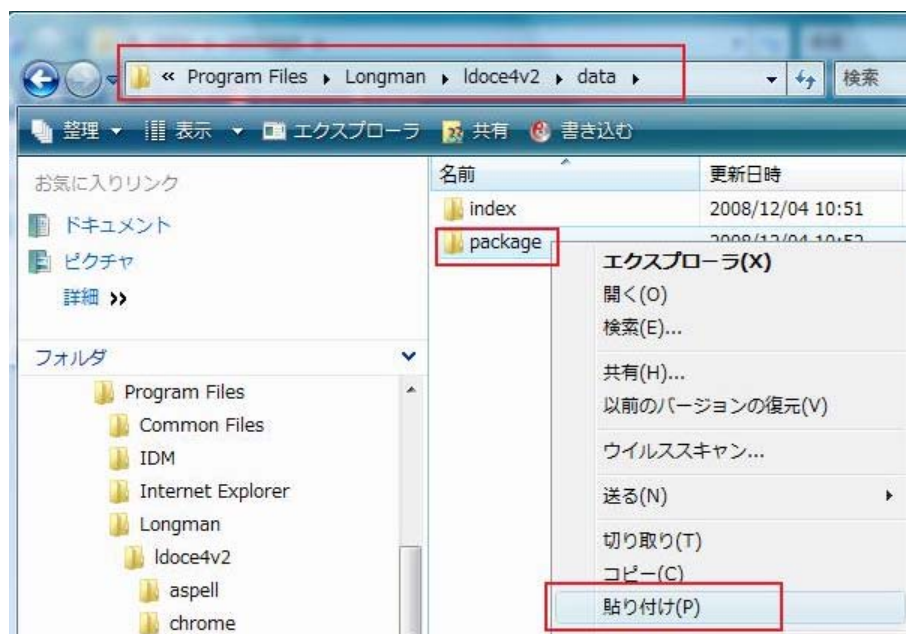 « Program Files ▸ Longman ▸ ldoce4v2 ▸ data ▸ 検索
整理 表示 エクスプローラ 共有 書き込む
お気に入りリンク
ドキュメント
ピクチャ
詳細 »
フォルダ
Program Files
Common Files
IDM
Internet Explorer
Longman
ldoce4v2
aspell
chrome
名前 更新日時
index 2008/12/04 10:51
package 2008/12/04 10:52
エクスプローラ(X)
開く(O)
検索(E)...
共有(H)...
以前のバージョンの復元(V)
ウイルススキャン...
送る(N)
切り取り(T)
コピー(C)
貼り付け(P)